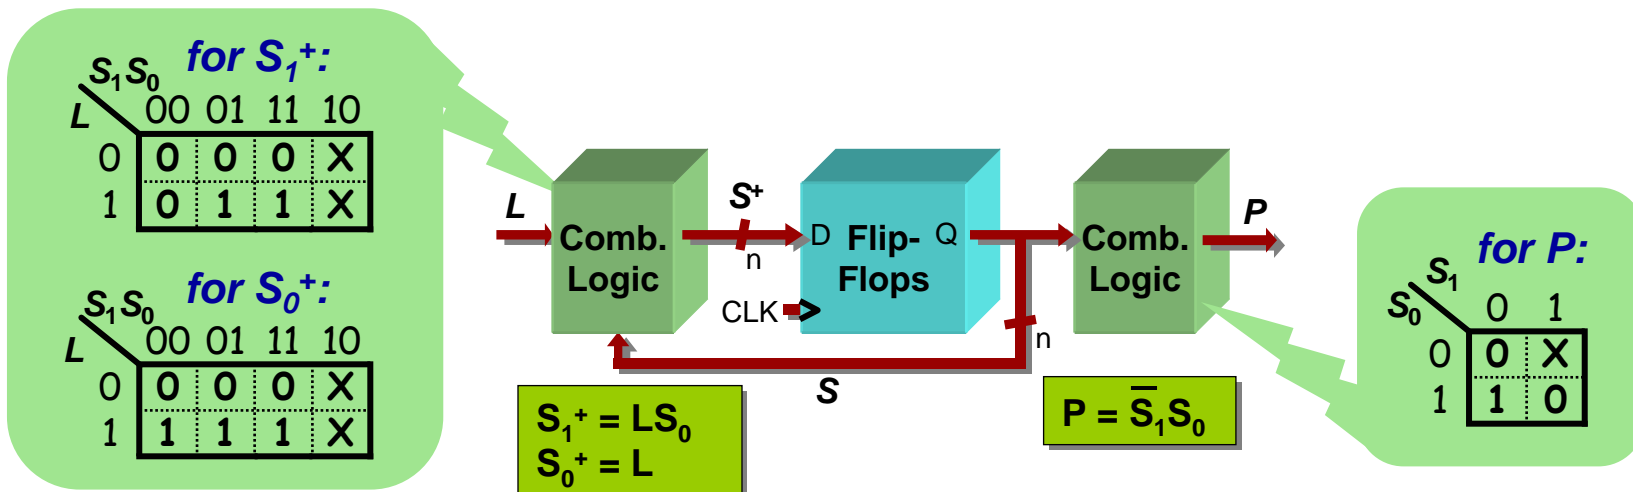 for S₁⁺:
S₁S₀
L
00 01 11 10
0 0 0 0 X
1 0 1 1 X
for S₀⁺:
S₁S₀
L
00 01 11 10
0 0 0 0 X
1 1 1 1 X
L
Comb.
Logic
S⁺
n
D Flip-
Flops
Q
CLK
n
S
Comb.
Logic
P
S₁⁺ = LS₀
S₀⁺ = L
P = S̅₁S₀
for P:
S₁
S₀
0 1
0 0 X
1 1 0